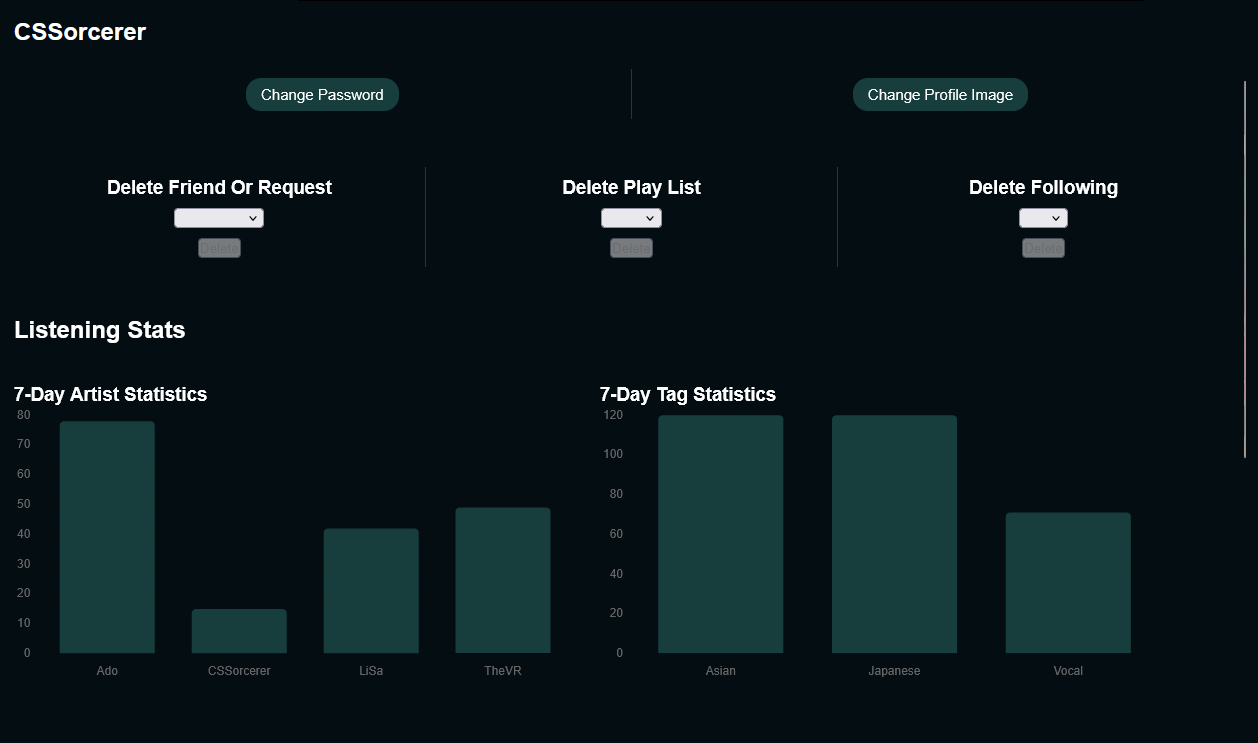 CSSorcerer
Change Password
Change Profile Image
Delete Friend Or Request
Delete Play List
Delete Following
Delete
Delete
Delete
Listening Stats
7-Day Artist Statistics
80
70
60
50
40
30
20
10
0
Ado
CSSorcerer
LiSa
TheVR
7-Day Tag Statistics
120
100
80
60
40
20
0
Asian
Japanese
Vocal